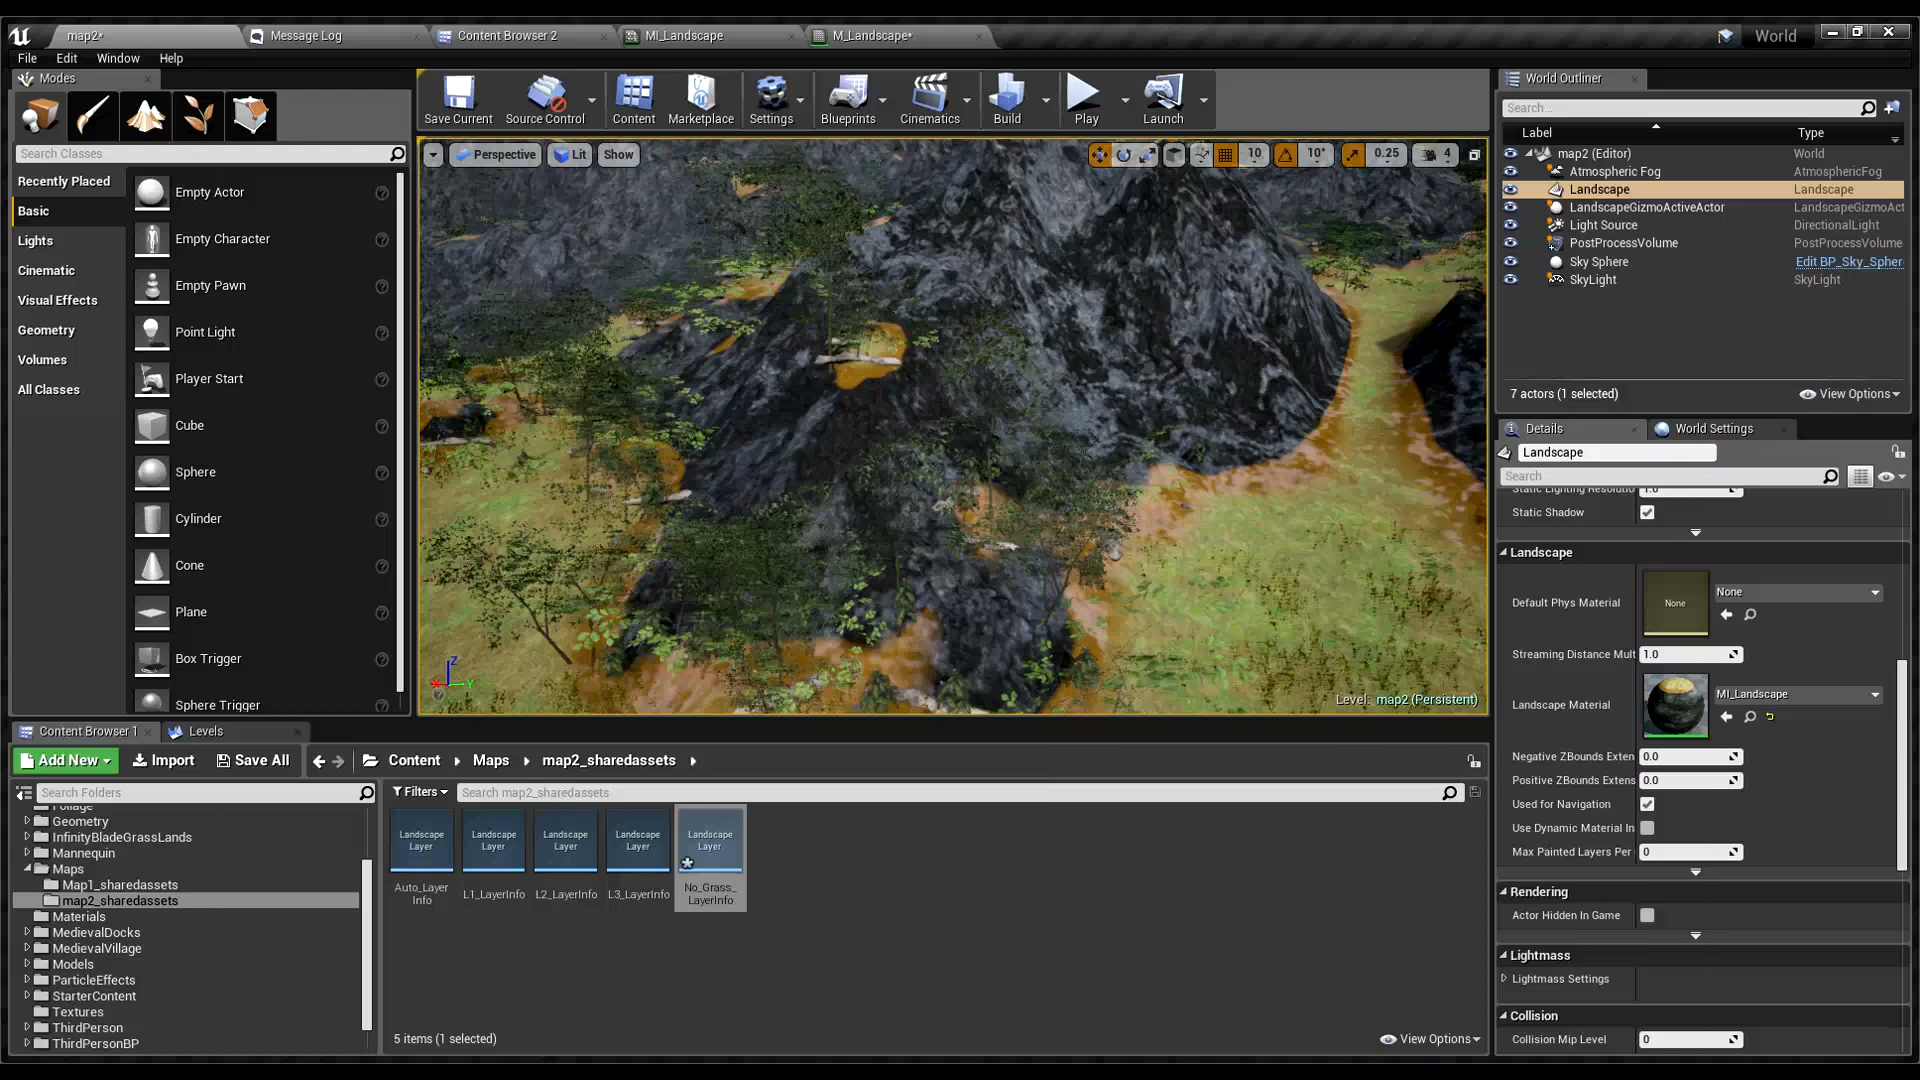 map2*
Message Log
Content Browser 2
MI_Landscape
M_Landscape*
World
File
Edit
Window
Help
Modes
Search Classes
Recently Placed
Basic
Lights
Cinematic
Visual Effects
Geometry
Volumes
All Classes
Empty Actor
Empty Character
Empty Pawn
Point Light
Player Start
Cube
Sphere
Cylinder
Cone
Plane
Box Trigger
Sphere Trigger
Save Current
Source Control
Content
Marketplace
Settings
Blueprints
Cinematics
Build
Play
Launch
Perspective
Lit
Show
10
10°
0.25
4
Z
X
Y
Level: map2 (Persistent)
World Outliner
Search...
Label
Type
map2 (Editor)
World
Atmospheric Fog
AtmosphericFog
Landscape
Landscape
LandscapeGizmoActiveActor
LandscapeGizmoAct
Light Source
DirectionalLight
PostProcessVolume
PostProcessVolume
Sky Sphere
Edit BP_Sky_Spher
SkyLight
SkyLight
7 actors (1 selected)
View Options
Details
World Settings
Landscape
Search
Static Lighting Resolutio
1.0
Static Shadow
Landscape
Default Phys Material
None
None
Streaming Distance Mult
1.0
Landscape Material
MI_Landscape
Negative ZBounds Exten
0.0
Positive ZBounds Extens
0.0
Used for Navigation
Use Dynamic Material In
Max Painted Layers Per
0
Rendering
Actor Hidden In Game
Lightmass
Lightmass Settings
Collision
Collision Mip Level
0
Content Browser 1
Levels
Add New
Import
Save All
Content
Maps
map2_sharedassets
Search Folders
Filters
Search map2_sharedassets
Foliage
Geometry
InfinityBladeGrassLands
Mannequin
Maps
Map1_sharedassets
map2_sharedassets
Materials
MedievalDocks
MedievalVillage
Models
ParticleEffects
StarterContent
Textures
ThirdPerson
ThirdPersonBP
Landscape
Layer
Landscape
Layer
Landscape
Layer
Landscape
Layer
Landscape
Layer
Auto_Layer
Info
L1_LayerInfo
L2_LayerInfo
L3_LayerInfo
No_Grass_
LayerInfo
5 items (1 selected)
View Options